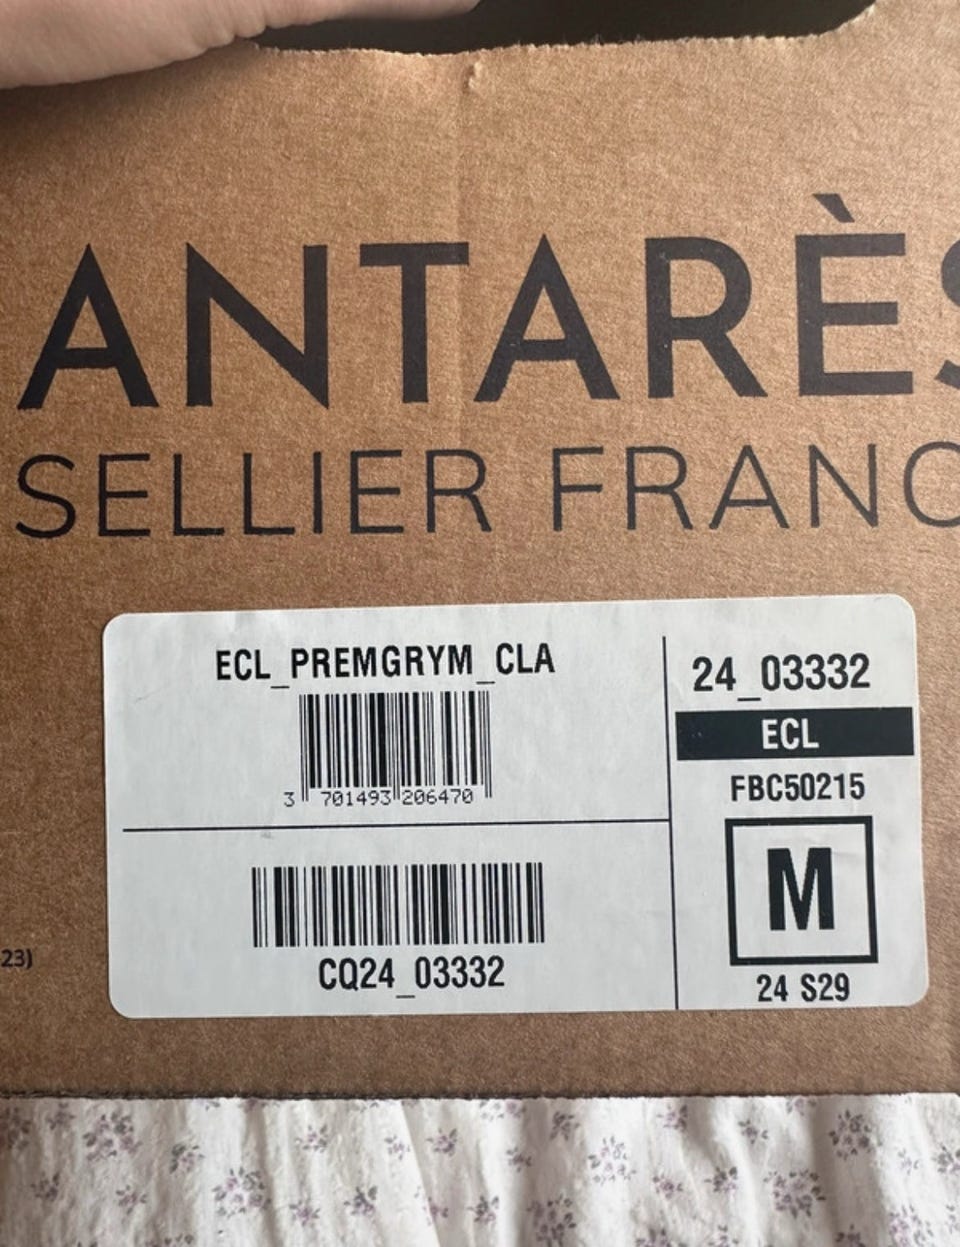 ANTARÈS
SELLIER FRANC
ECL_PREMGRYM_CLA
3 701493 206470
CQ24_03332
24_03332
ECL
FBC50215
M
24 S29
23)